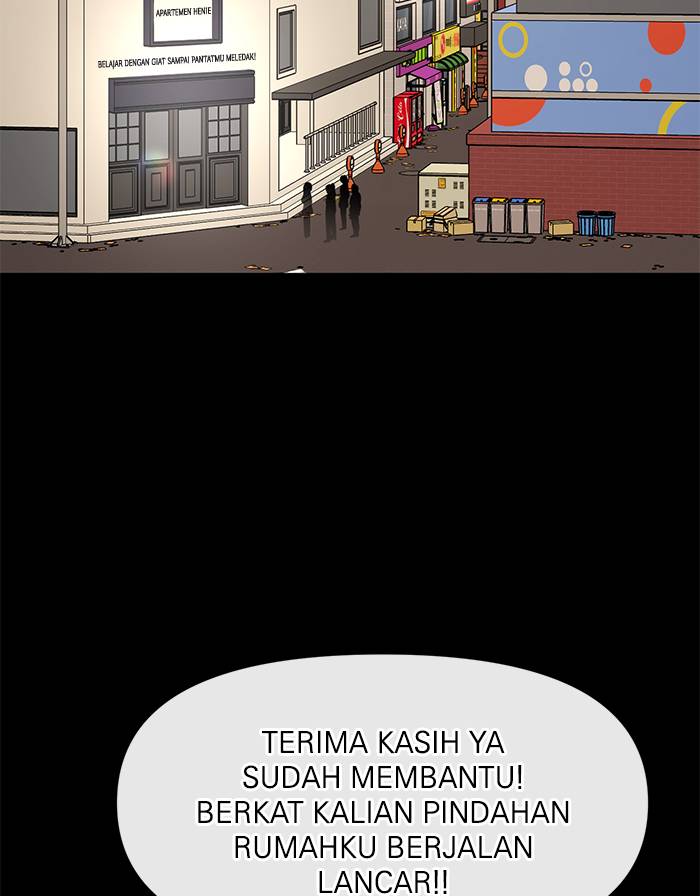 APARTEMEN HENIE
BELAJAR DENGAN GIAT SAMPAI PANTATMU MELEDAK!
TERIMA KASIH YA
SUDAH MEMBANTU!
BERKAT KALIAN PINDAHAN
RUMAHKU BERJALAN
LANCAR!!